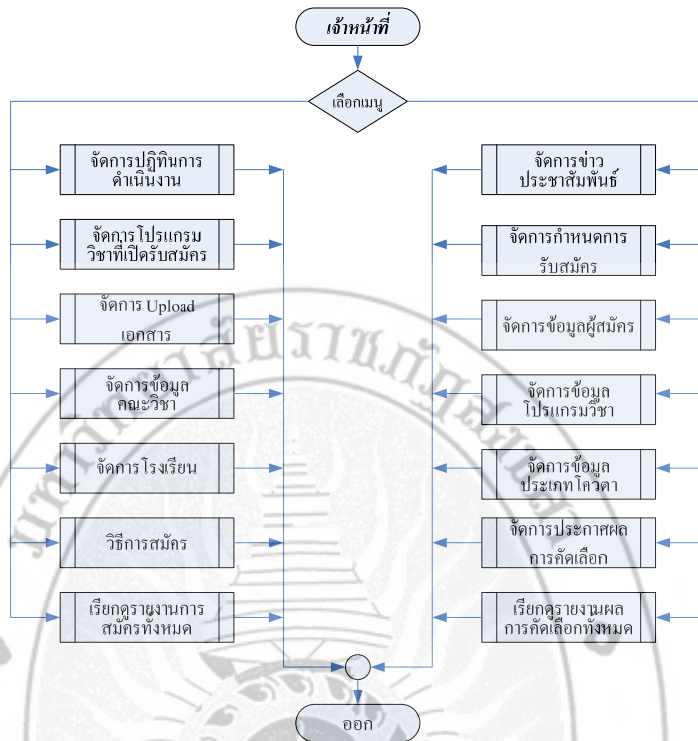 เจ้าหน้าที่
เลือกเมนู
จัดการปฏิทินการ
ดำเนินงาน
จัดการข่าว
ประชาสัมพันธ์
จัดการโปรแกรม
วิชาที่เปิดรับสมัคร
จัดการกำหนดการ
รับสมัคร
จัดการ Upload
เอกสาร
จัดการข้อมูลผู้สมัคร
จัดการข้อมูล
คณะวิชา
จัดการข้อมูล
โปรแกรมวิชา
จัดการโรงเรียน
จัดการข้อมูล
ประเภทโควตา
วิธีการสมัคร
จัดการประกาศผล
การคัดเลือก
เรียกดูรายงานการ
สมัครทั้งหมด
เรียกดูรายงานผล
การคัดเลือกทั้งหมด
ออก